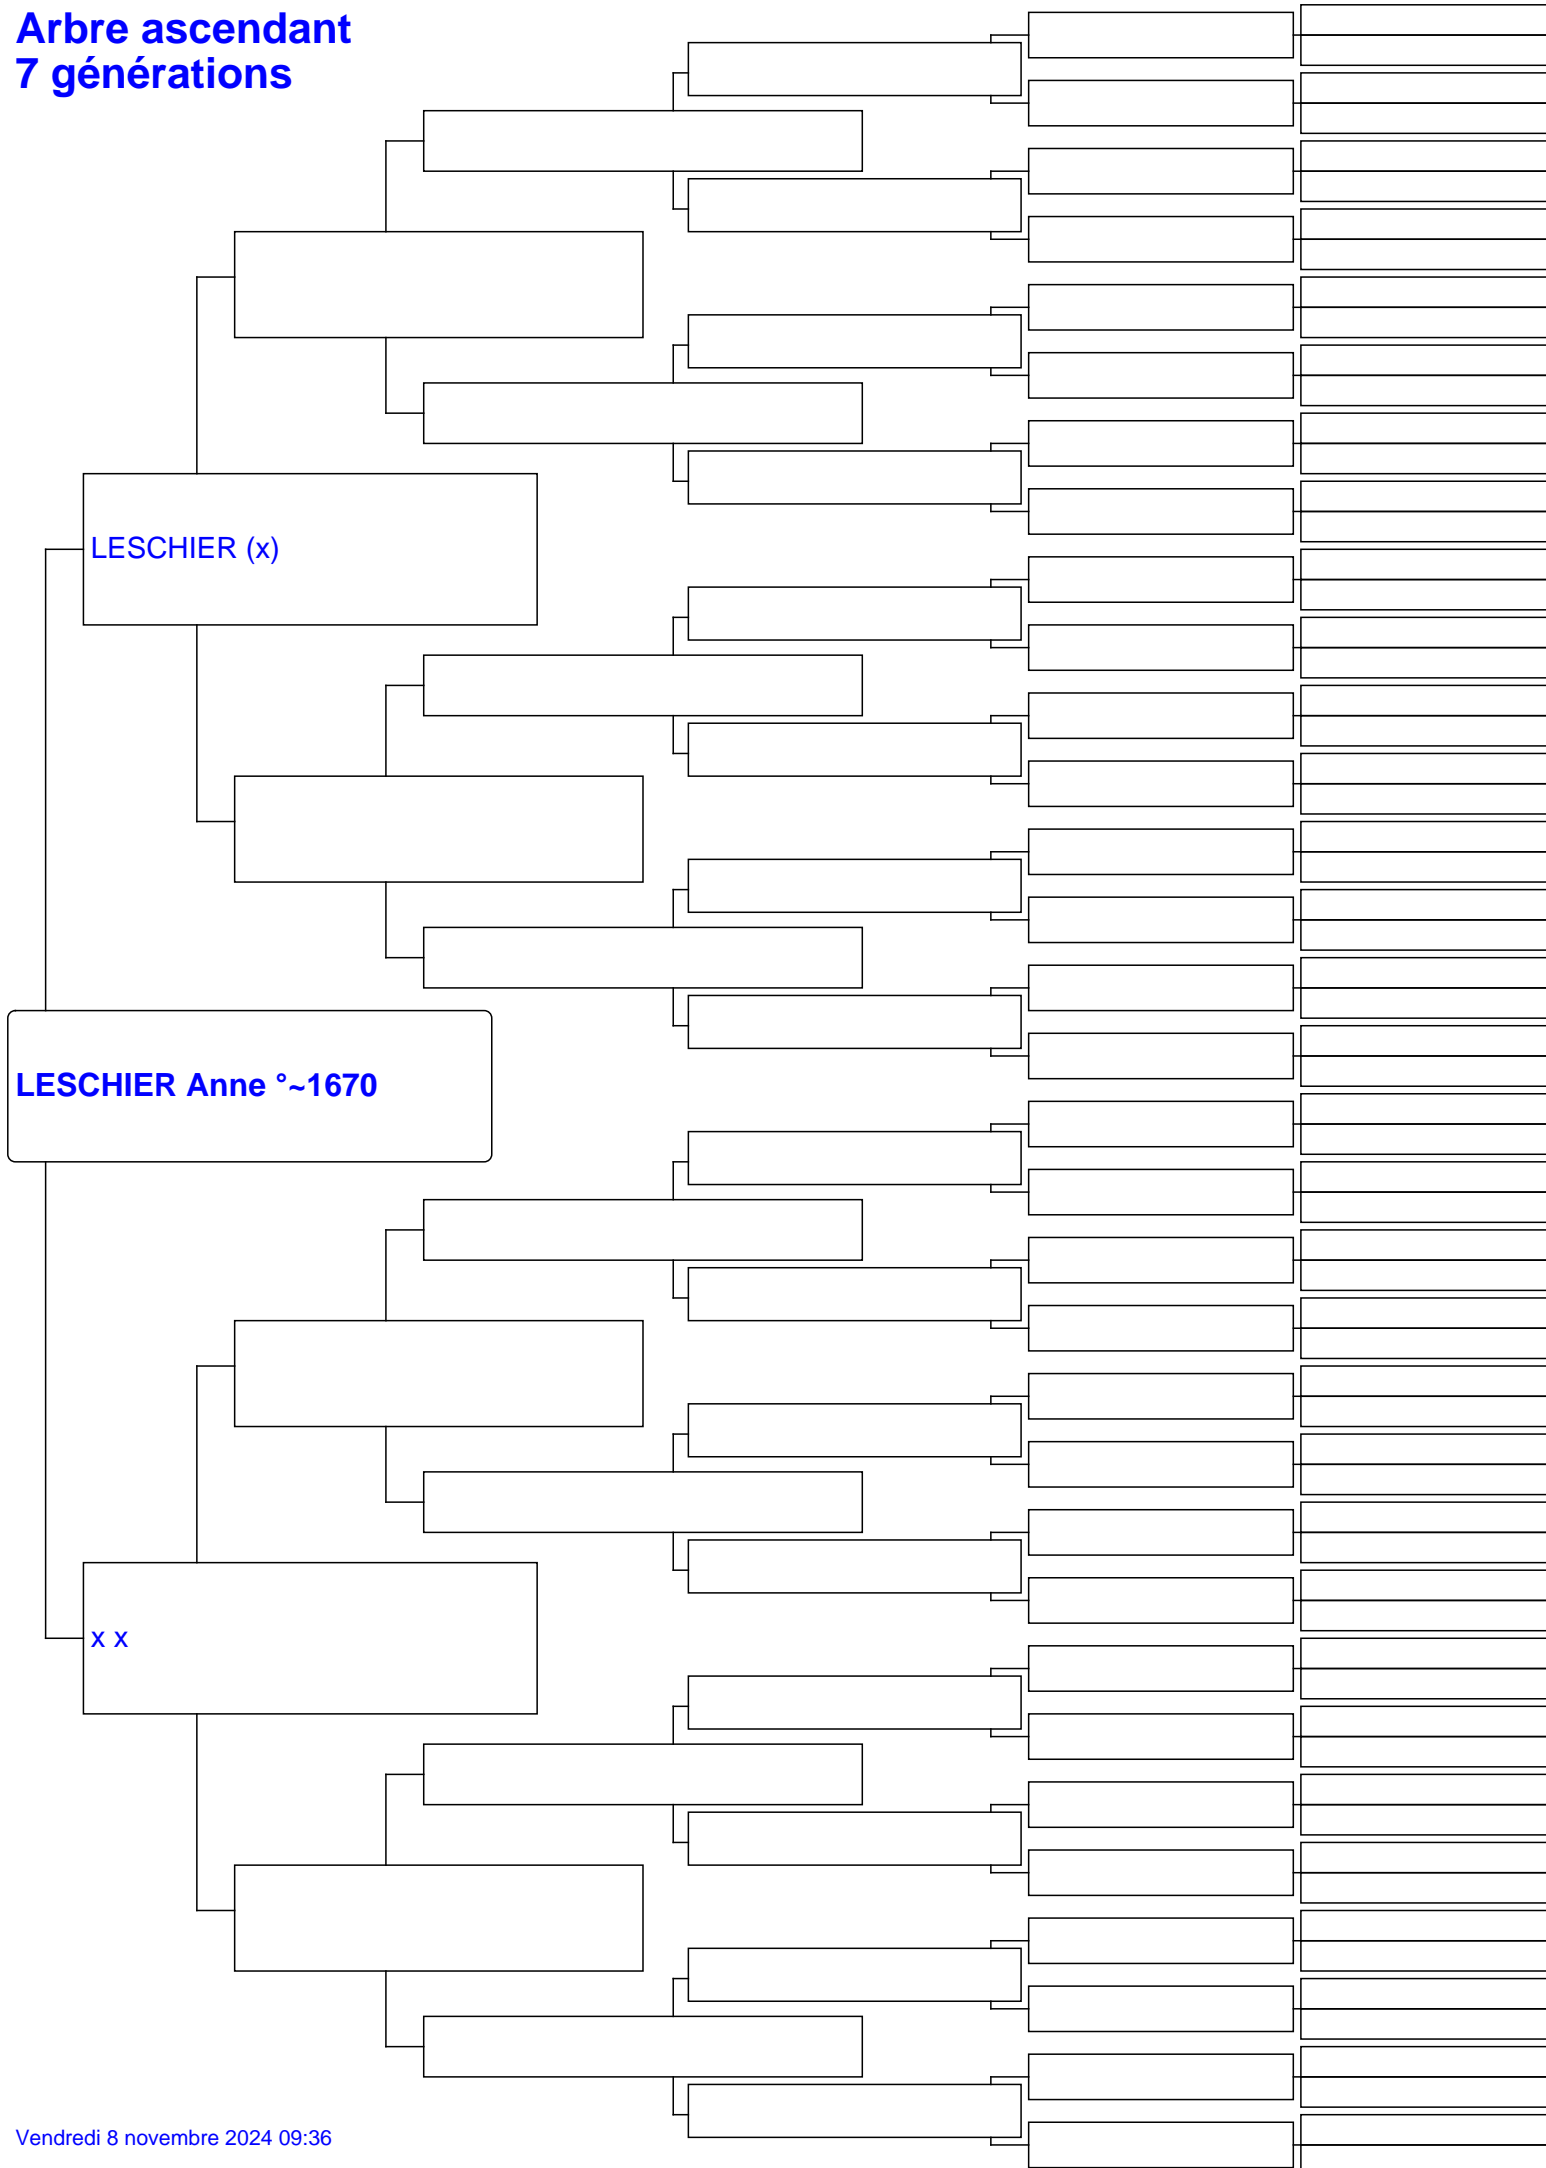 Arbre ascendant
7 générations
LESCHIER (x)
LESCHIER Anne °~1670
x x
Vendredi 8 novembre 2024 09:36